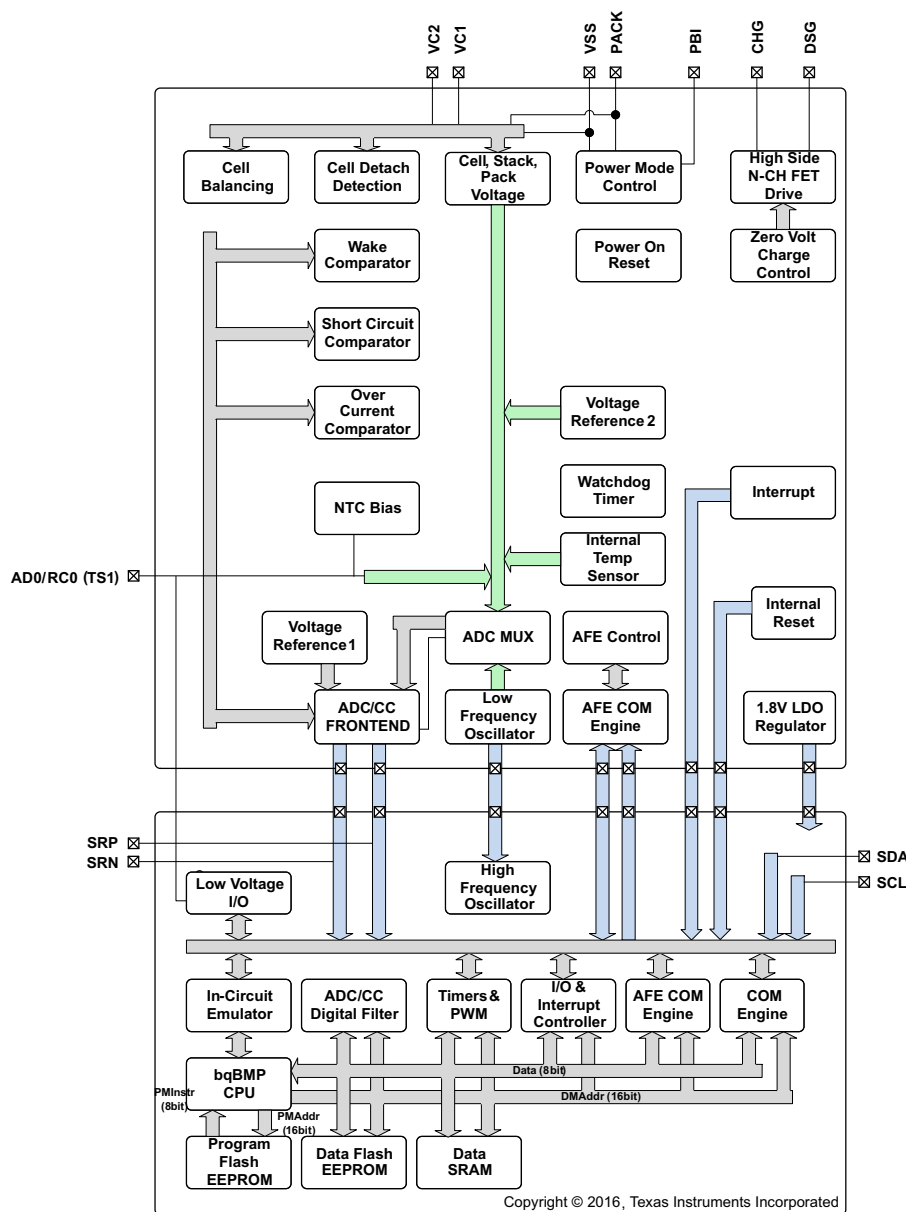 VC2
VC1
VSS
PACK
PBI
CHG
DSG
Cell
Balancing
Cell Detach
Detection
Cell, Stack,
Pack
Voltage
Power Mode
Control
High Side
N-CH FET
Drive
Wake
Comparator
Power On
Reset
Zero Volt
Charge
Control
Short Circuit
Comparator
Over
Current
Comparator
Voltage
Reference 2
NTC Bias
Watchdog
Timer
Interrupt
AD0/RC0 (TS1)
Internal
Temp
Sensor
Voltage
Reference 1
ADC MUX
AFE Control
Internal
Reset
ADC/CC
FRONTEND
Low
Frequency
Oscillator
AFE COM
Engine
1.8V LDO
Regulator
SRP
SRN
SDA
SCL
Low Voltage
I/O
High
Frequency
Oscillator
In-Circuit
Emulator
ADC/CC
Digital Filter
Timers &
PWM
I/O &
Interrupt
Controller
AFE COM
Engine
COM
Engine
bqBMP
CPU
Data (8bit)
DMAddr (16bit)
PMInstr
(8bit)
PMAddr
(16bit)
Program
Flash
EEPROM
Data Flash
EEPROM
Data
SRAM
Copyright © 2016, Texas Instruments Incorporated